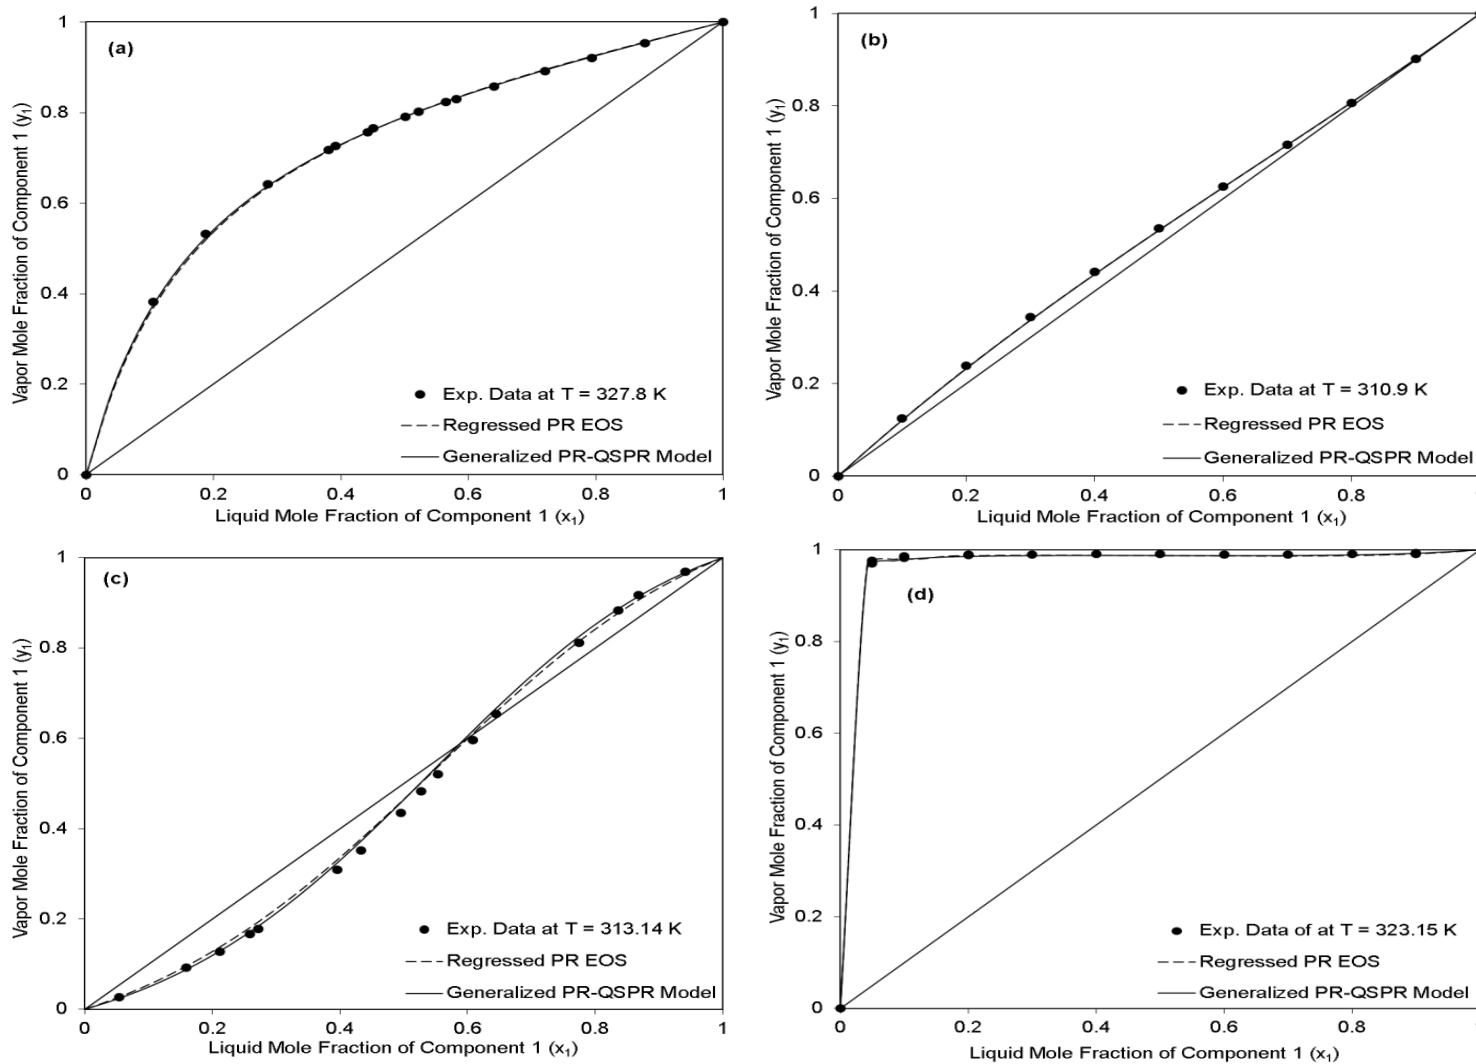 (a)
Vapor Mole Fraction of Component 1 (y₁)
1
0.8
0.6
0.4
0.2
0
0
0.2
0.4
0.6
0.8
1
Exp. Data at T = 327.8 K
Regressed PR EOS
Generalized PR-QSPR Model
Liquid Mole Fraction of Component 1 (x₁)
(b)
Vapor Mole Fraction of Component 1 (y₁)
1
0.8
0.6
0.4
0.2
0
0
0.2
0.4
0.6
0.8
Exp. Data at T = 310.9 K
Regressed PR EOS
Generalized PR-QSPR Model
Liquid Mole Fraction of Component 1 (x₁)
(c)
Vapor Mole Fraction of Component 1 (y₁)
1
0.8
0.6
0.4
0.2
0
0
0.2
0.4
0.6
0.8
1
Exp. Data at T = 313.14 K
Regressed PR EOS
Generalized PR-QSPR Model
Liquid Mole Fraction of Component 1 (x₁)
(d)
Vapor Mole Fraction of Component 1 (y₁)
1
0.8
0.6
0.4
0.2
0
0
0.2
0.4
0.6
0.8
Exp. Data of at T = 323.15 K
Regressed PR EOS
Generalized PR-QSPR Model
Liquid Mole Fraction of Component 1 (x₁)